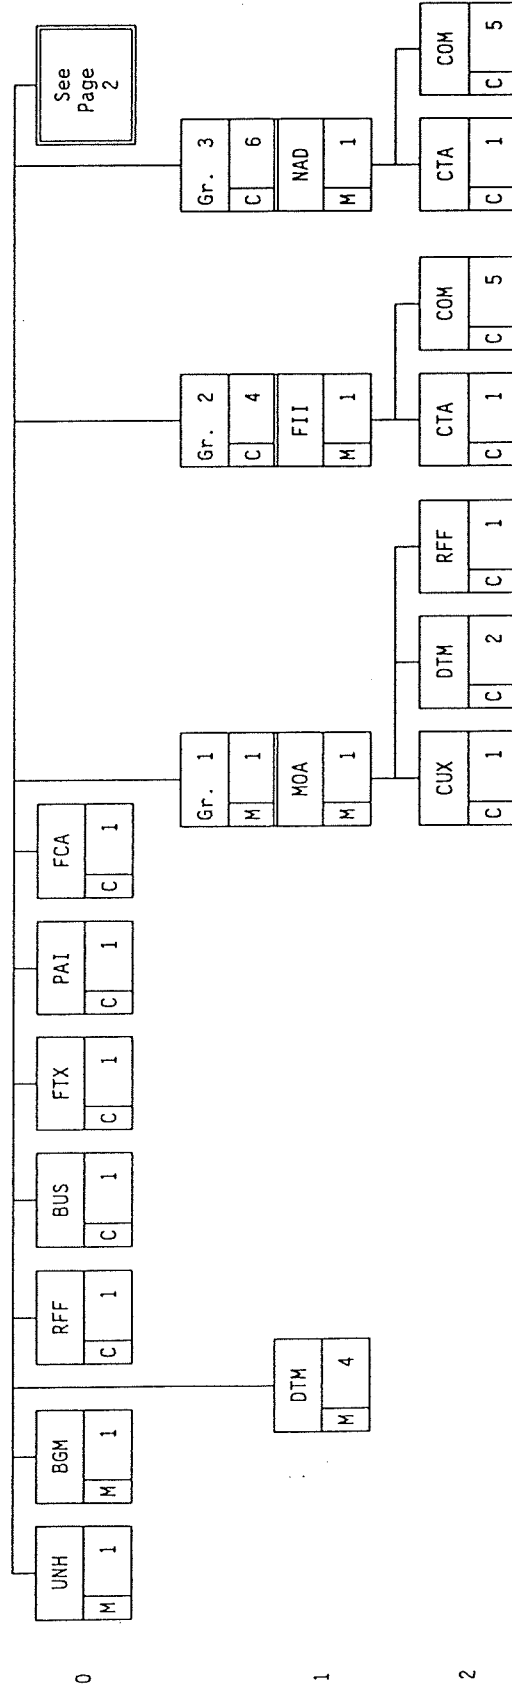 0
UNH
M 1
BGM
M 1
RFF
C 1
BUS
C 1
FTX
C 1
PAI
C 1
FCA
C 1
See
Page
2
1
DTM
M 4
Gr. 1
M 1
MOA
M 1
Gr. 2
C 4
FII
M 1
Gr. 3
C 6
NAD
M 1
2
CUX
C 1
DTM
C 2
RFF
C 1
CTA
C 1
COM
C 5
CTA
C 1
COM
C 5